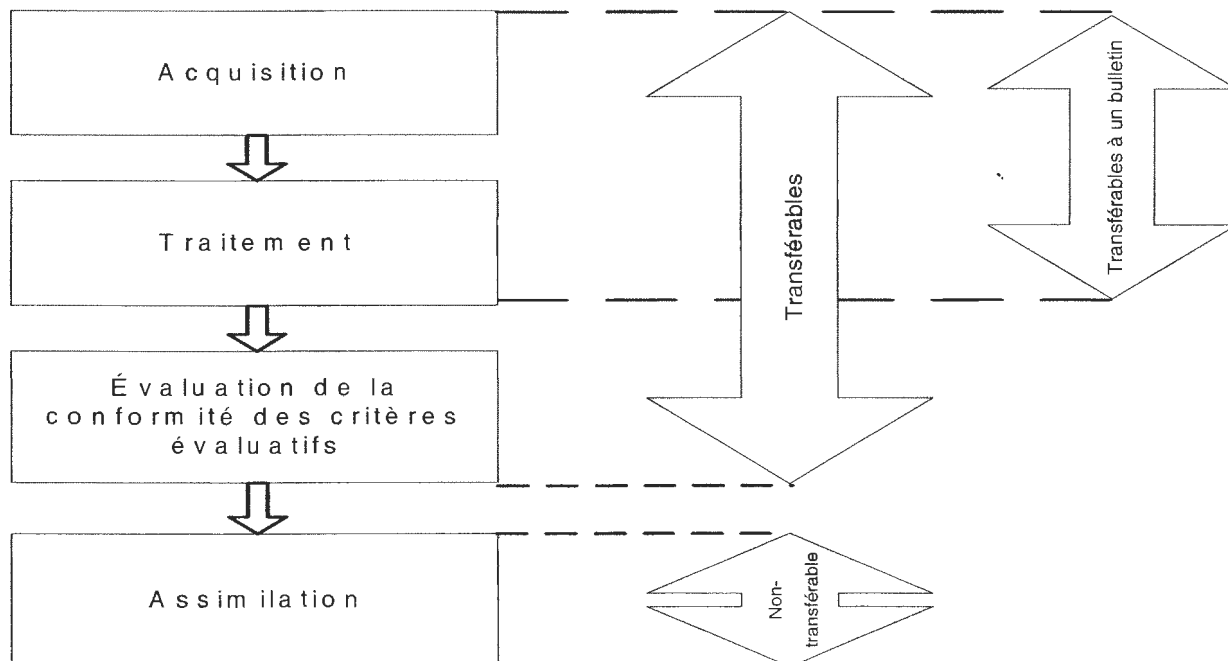 Acquisition
Traitement
Évaluation de la
conformité des critères
évaluatifs
Assimilation
Transférables
Transférables à un bulletin
Non-
transférable